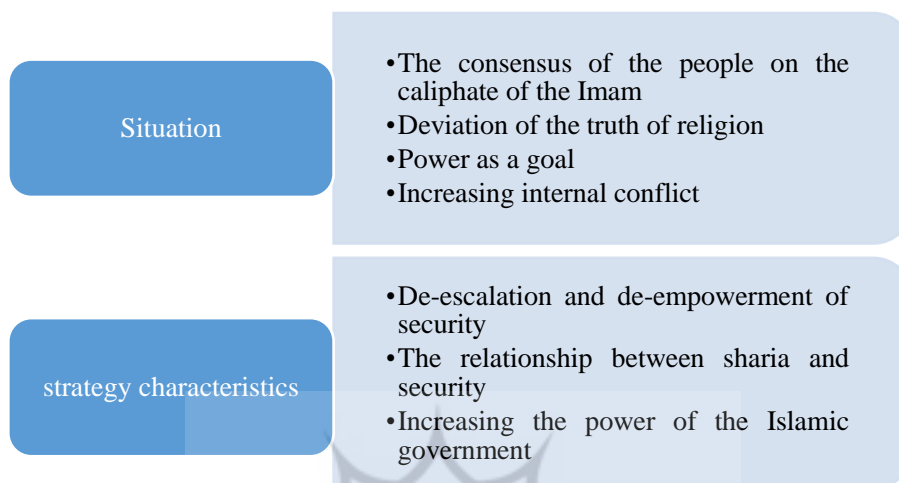 Situation
•The consensus of the people on the
caliphate of the Imam
•Deviation of the truth of religion
•Power as a goal
•Increasing internal conflict
strategy characteristics
•De-escalation and de-empowerment of
security
•The relationship between sharia and
security
•Increasing the power of the Islamic
government